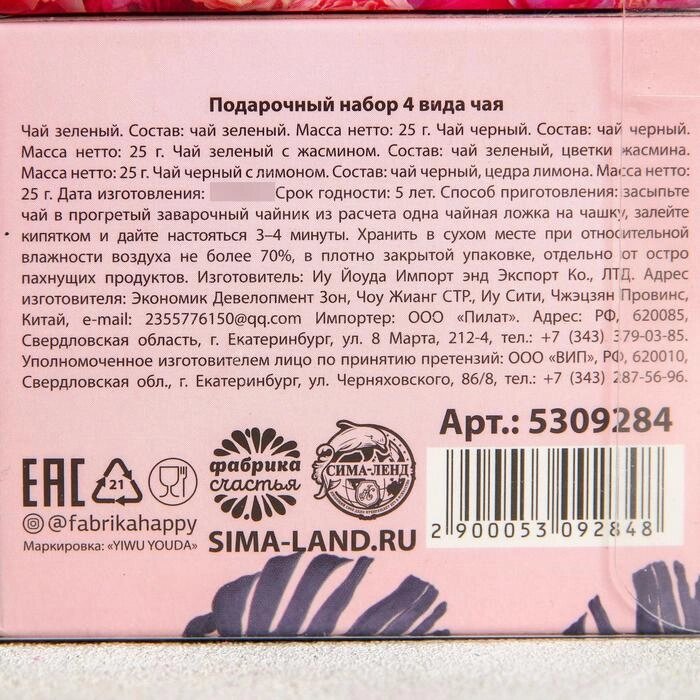 Подарочный набор 4 вида чая
Чай зеленый. Состав: чай зеленый. Масса нетто: 25 г. Чай черный. Состав: чай черный.
Масса нетто: 25 г. Чай зеленый с жасмином. Состав: чай зеленый, цветки жасмина.
Масса нетто: 25 г. Чай черный с лимоном. Состав: чай черный, цедра лимона. Масса нетто:
25 г. Дата изготовления: Срок годности: 5 лет. Способ приготовления: засыпьте
чай в прогретый заварочный чайник из расчета одна чайная ложка на чашку, залейте
кипятком и дайте настояться 3–4 минуты. Хранить в сухом месте при относительной
влажности воздуха не более 70%, в плотно закрытой упаковке, отдельно от остро
пахнущих продуктов. Изготовитель: Иу Йоуда Импорт энд Экспорт Ко., ЛТД. Адрес
изготовителя: Экономик Девелопмент Зон, Чоу Жианг СТР., Иу Сити, Чжэцзян Провинс,
Китай, e-mail: 2355776150@qq.com Импортер: ООО «Пилат». Адрес: РФ, 620085,
Свердловская область, г. Екатеринбург, ул. 8 Марта, 212-4, тел.: +7 (343) 379-03-85.
Уполномоченное изготовителем лицо по принятию претензий: ООО «ВИП», РФ, 620010,
Свердловская обл., г. Екатеринбург, ул. Черняховского, 86/8, тел.: +7 (343) 287-56-96.
Арт.: 5309284
EAC
21
фабрика
счастья
СИМА-ЛЕНД
@fabrikahappy
Маркировка: «YIWU YOUDA»
SIMA-LAND.RU
2 900053 092848